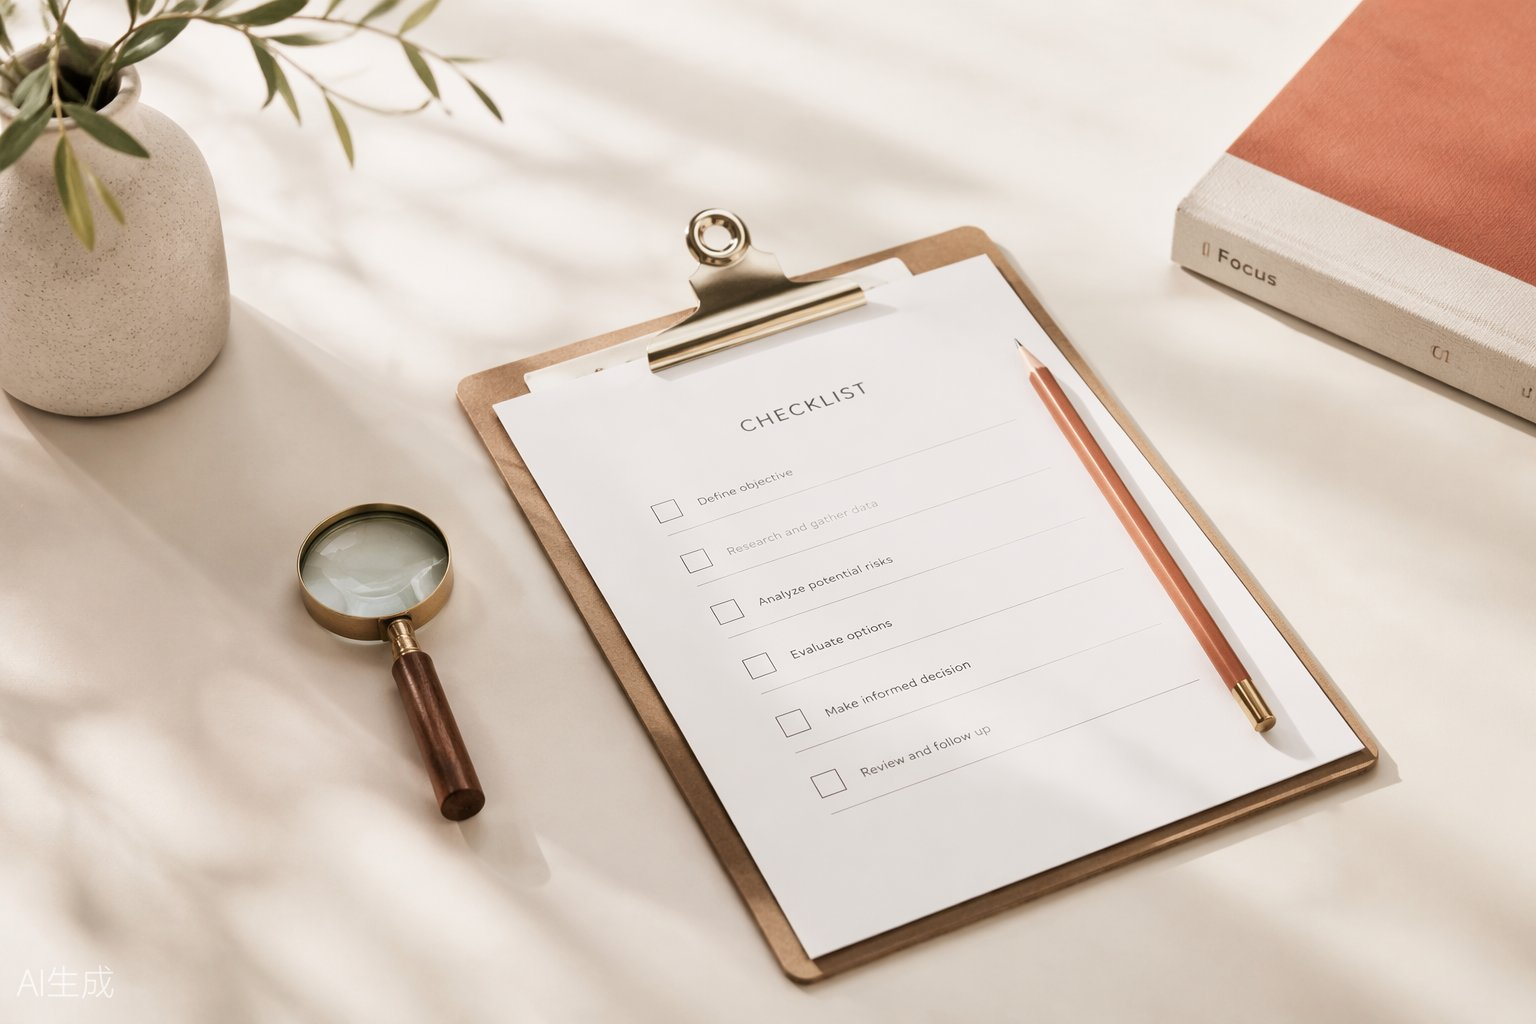 CHECKLIST
Define objective
Research and gather data
Analyze potential risks
Evaluate options
Make informed decision
Review and follow up
Focus
01
AI生成